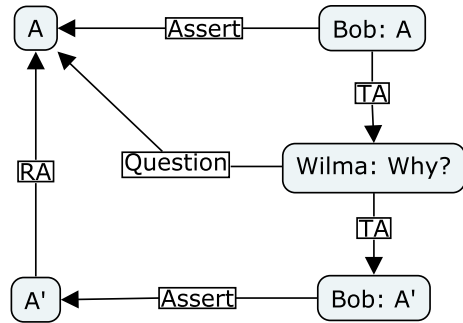 A
Assert
Bob: A
TA
Question
Wilma: Why?
RA
TA
A'
Assert
Bob: A'